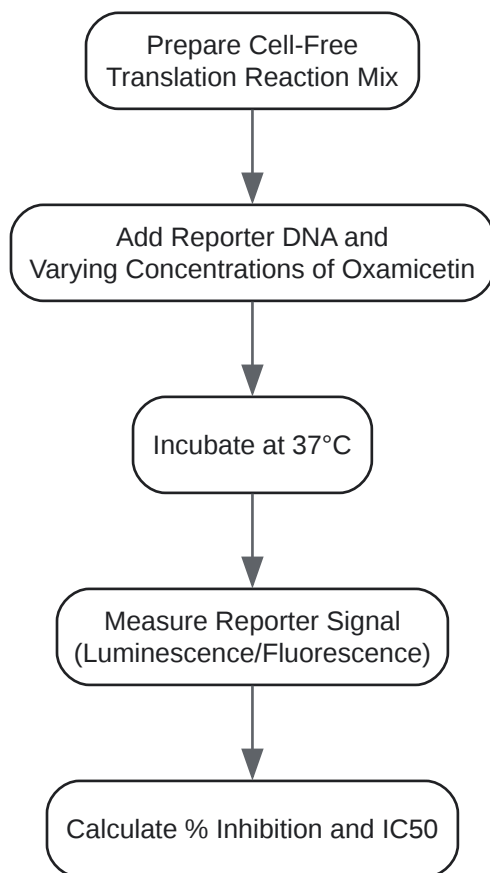 Prepare Cell-Free
Translation Reaction Mix
Add Reporter DNA and
Varying Concentrations of Oxamicetin
Incubate at 37°C
Measure Reporter Signal
(Luminescence/Fluorescence)
Calculate % Inhibition and IC50